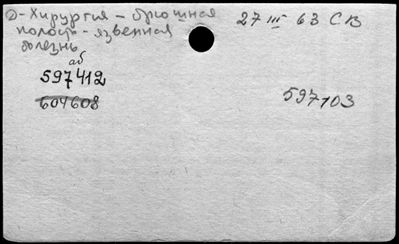 D-Хирургия - брюшная 27 III 63 СВ
полость - язвенная
болезнь
аб
597412
604608
597103